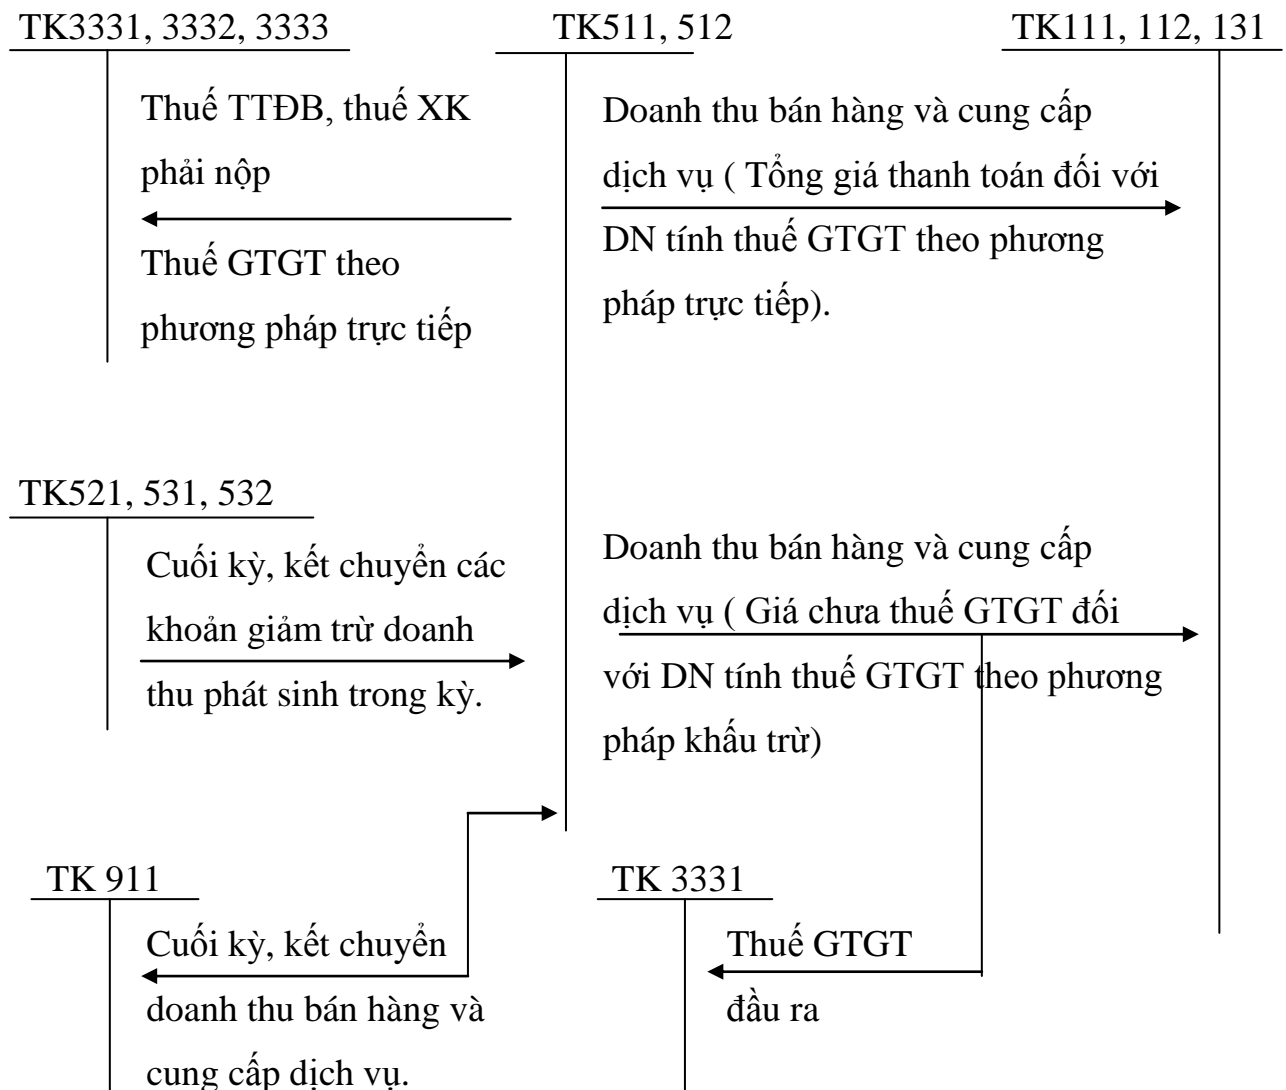 TK3331, 3332, 3333
TK511, 512
TK111, 112, 131
Thuế TTĐB, thuế XK
phải nộp
Thuế GTGT theo
phương pháp trực tiếp
Doanh thu bán hàng và cung cấp
dịch vụ ( Tổng giá thanh toán đối với
DN tính thuế GTGT theo phương
pháp trực tiếp).
TK521, 531, 532
Cuối kỳ, kết chuyển các
khoản giảm trừ doanh
thu phát sinh trong kỳ.
Doanh thu bán hàng và cung cấp
dịch vụ ( Giá chưa thuế GTGT đối
với DN tính thuế GTGT theo phương
pháp khấu trừ)
TK 911
Cuối kỳ, kết chuyển
doanh thu bán hàng và
cung cấp dịch vụ.
TK 3331
Thuế GTGT
đầu ra